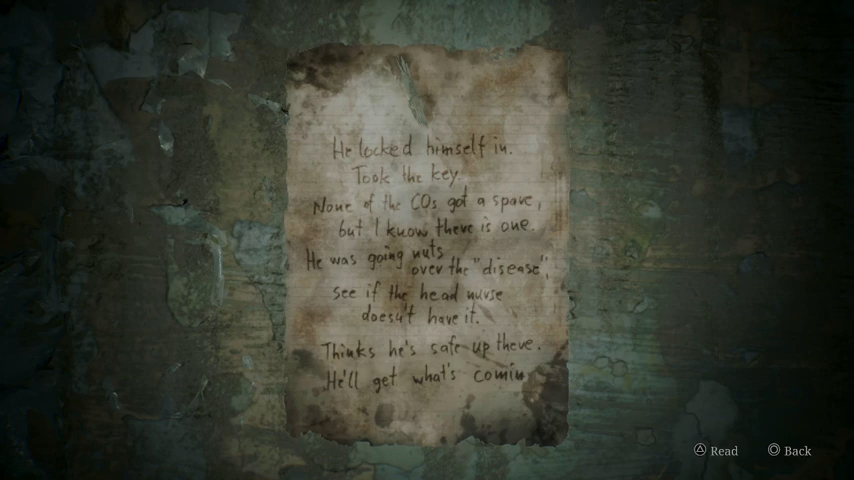 He locked himself in.
Took the key.
None of the COs got a spare,
but I know there is one.
He was going nuts
over the "disease",
see if the head nurse
doesn't have it.
Thinks he's safe up there.
He'll get what's comin
Read
Back